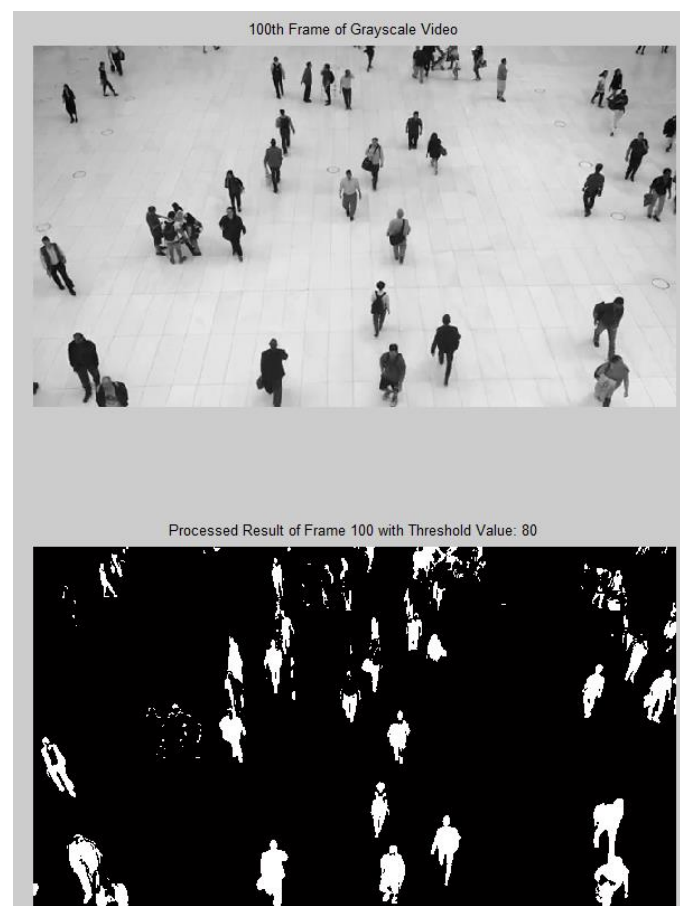 100th Frame of Grayscale Video
Processed Result of Frame 100 with Threshold Value: 80